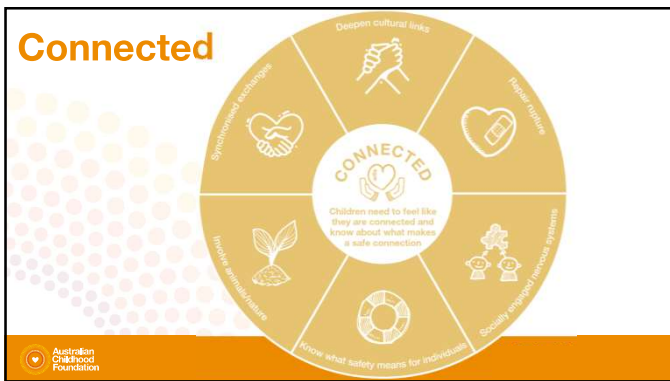 Connected
Deepen cultural links
Repair rupture
Socially engaged nervous systems
Know what safety means for individuals
Involve animals/nature
Synchronised exchanges
CONNECTED
Children need to feel like
they are connected and
know about what makes
a safe connection
Australian
Childhood
Foundation